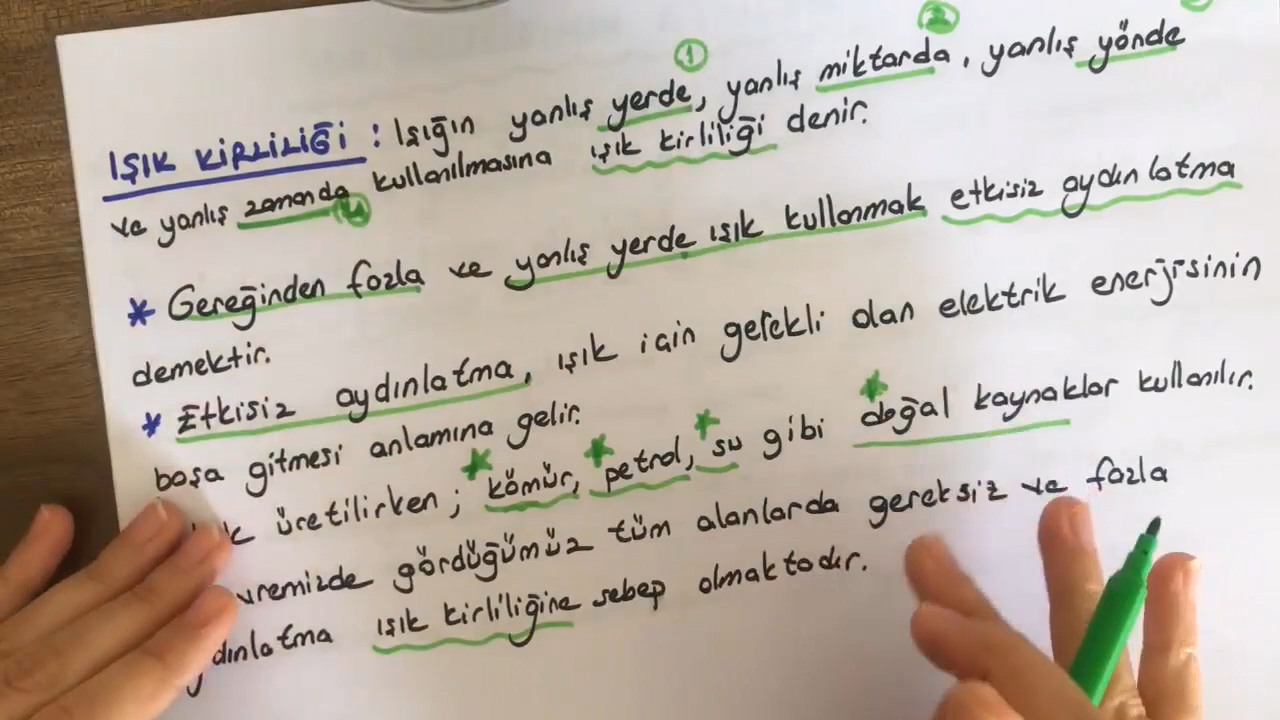 1 2
IŞIK KİRLİLİĞİ : Işığın yanlış yerde, yanlış miktarda, yanlış yönde
ve yanlış zamanda kullanılmasına ışık kirliliği denir.
4
* Gereğinden fazla ve yanlış yerde ışık kullanmak etkisiz aydınlatma
demektir.
* Etkisiz aydınlatma, ışık için gerekli olan elektrik enerjisinin
boşa gitmesi anlamına gelir.
üretilirken ; kömür, petrol, su gibi doğal kaynaklar kullanılır.
gördüğümüz tüm alanlarda gereksiz ve fazla
ışık kirliliğine sebep olmaktadır.